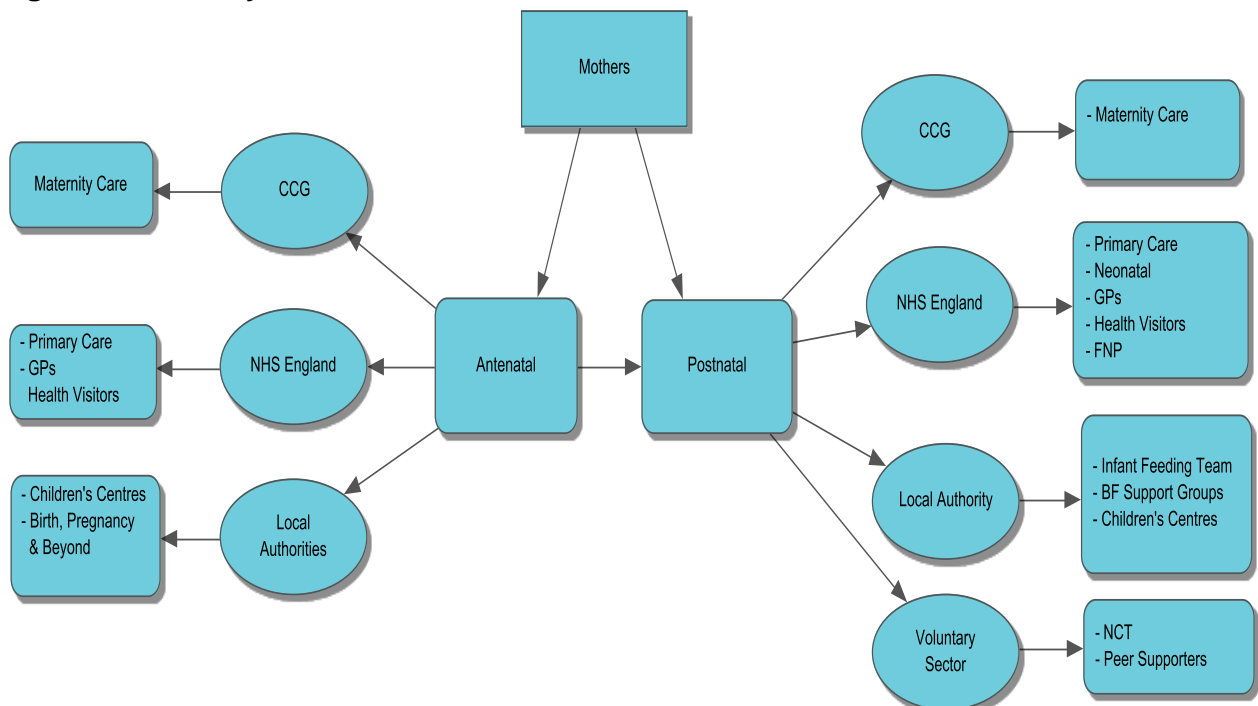 Mothers
CCG
- Maternity Care
Maternity Care
CCG
- Primary Care
- Neonatal
- GPs
- Health Visitors
- FNP
NHS England
- Primary Care
- GPs
Health Visitors
NHS England
Antenatal
Postnatal
- Children's Centres
- Birth, Pregnancy
& Beyond
Local
Authorities
Local Authority
- Infant Feeding Team
- BF Support Groups
- Children's Centres
Voluntary
Sector
- NCT
- Peer Supporters